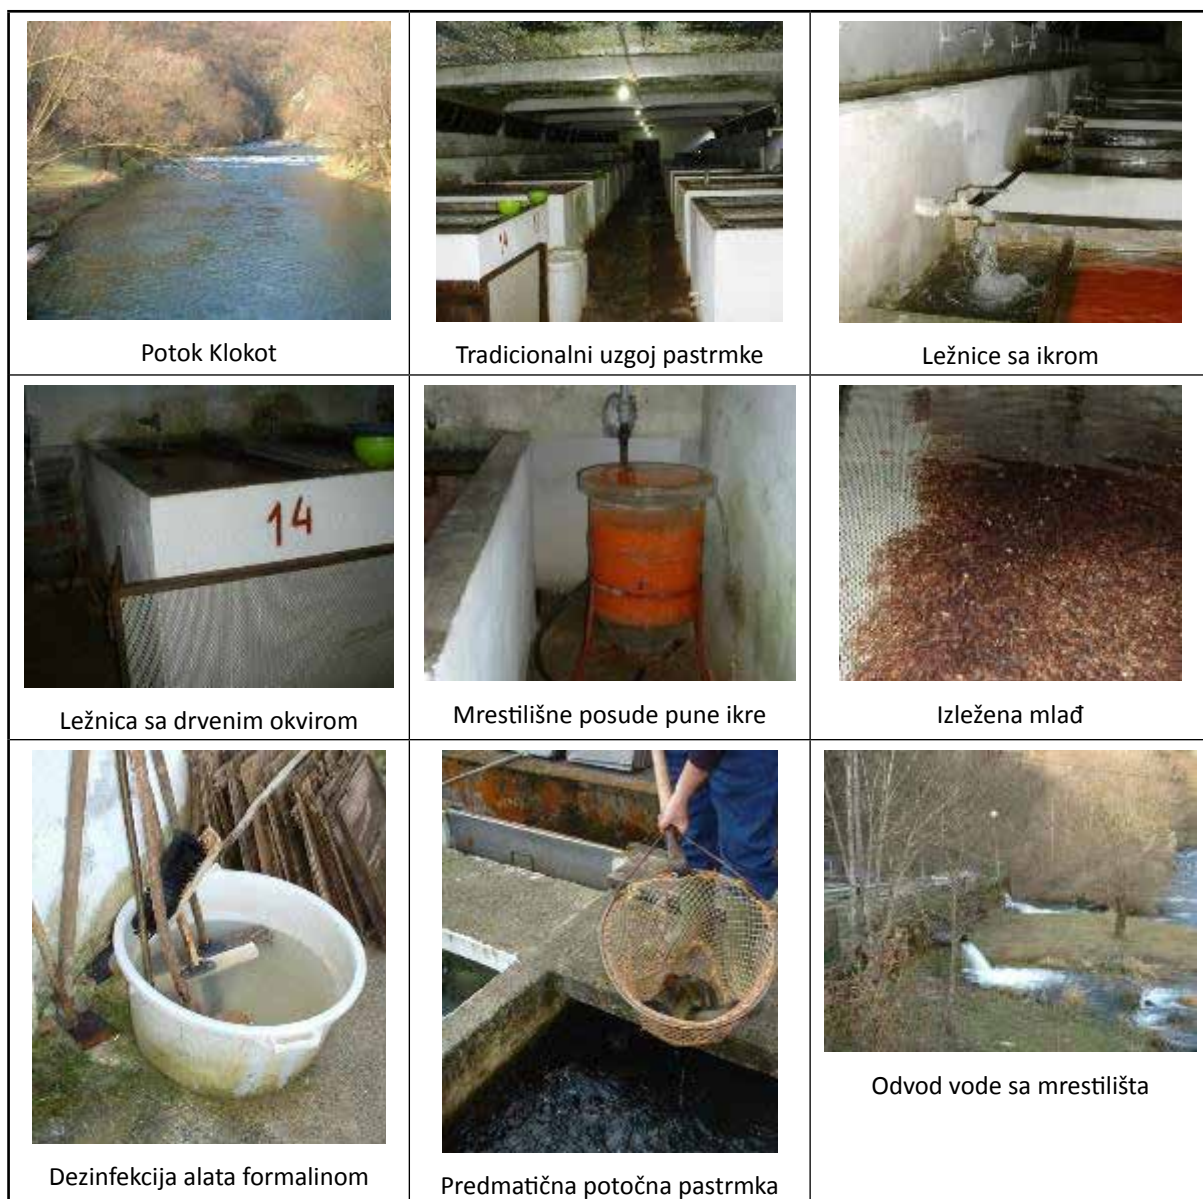 Potok Klokot
Tradicionalni uzgoj pastrmke
Ležnice sa ikrom
14
Ležnica sa drvenim okvirom
Mrestilišne posude pune ikre
Izležena mlađ
Dezinfekcija alata formalinom
Predmatična potočna pastrmka
Odvod vode sa mrestilišta